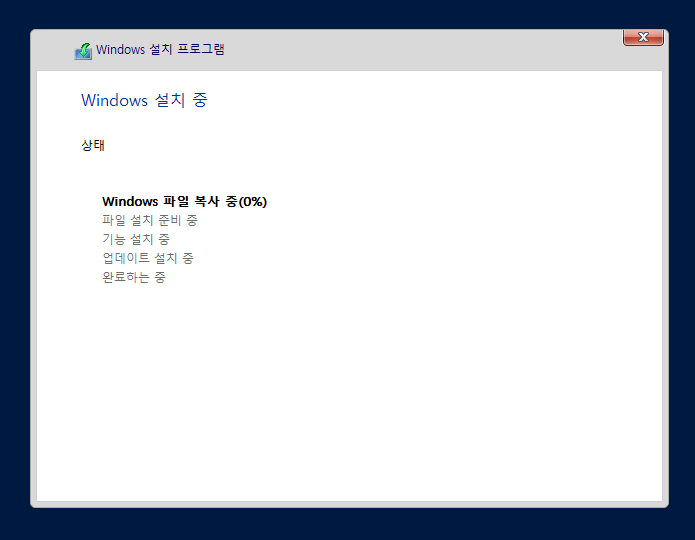 Windows 설치 프로그램
Windows 설치 중
상태
Windows 파일 복사 중(0%)
파일 설치 준비 중
기능 설치 중
업데이트 설치 중
완료하는 중